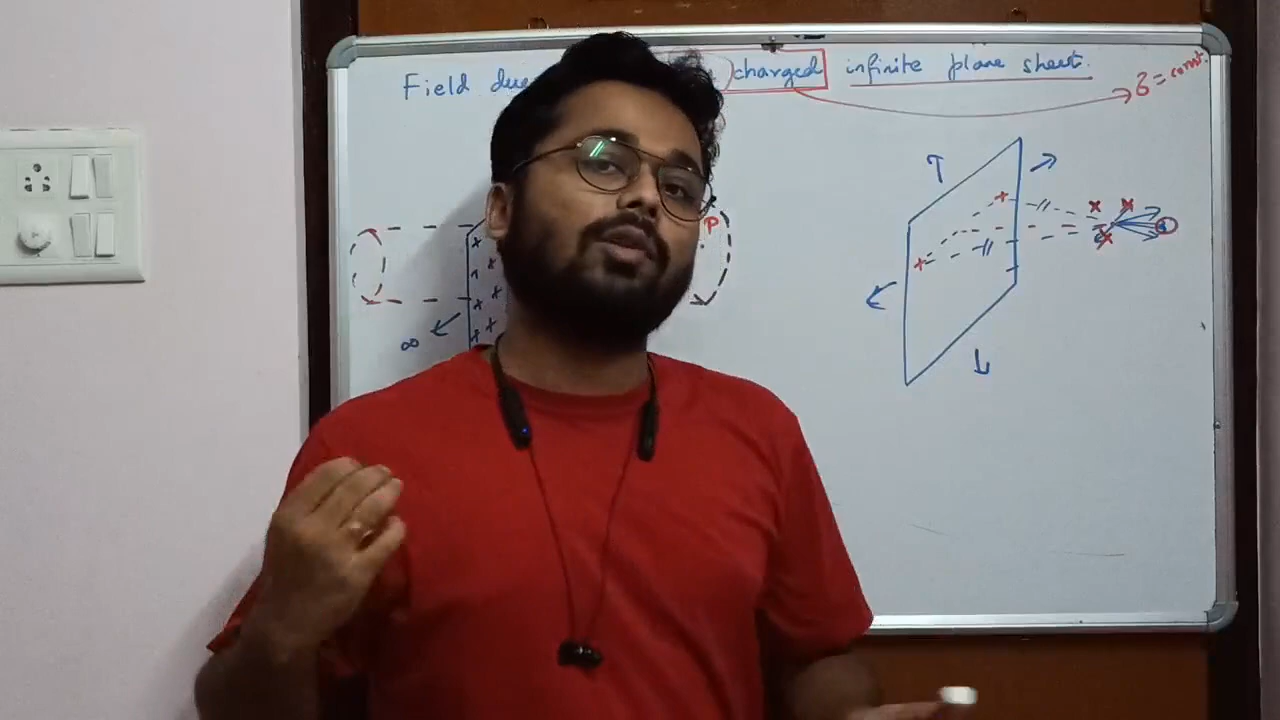 Field due charged infinite plane sheet.
σ = const.
P
∞